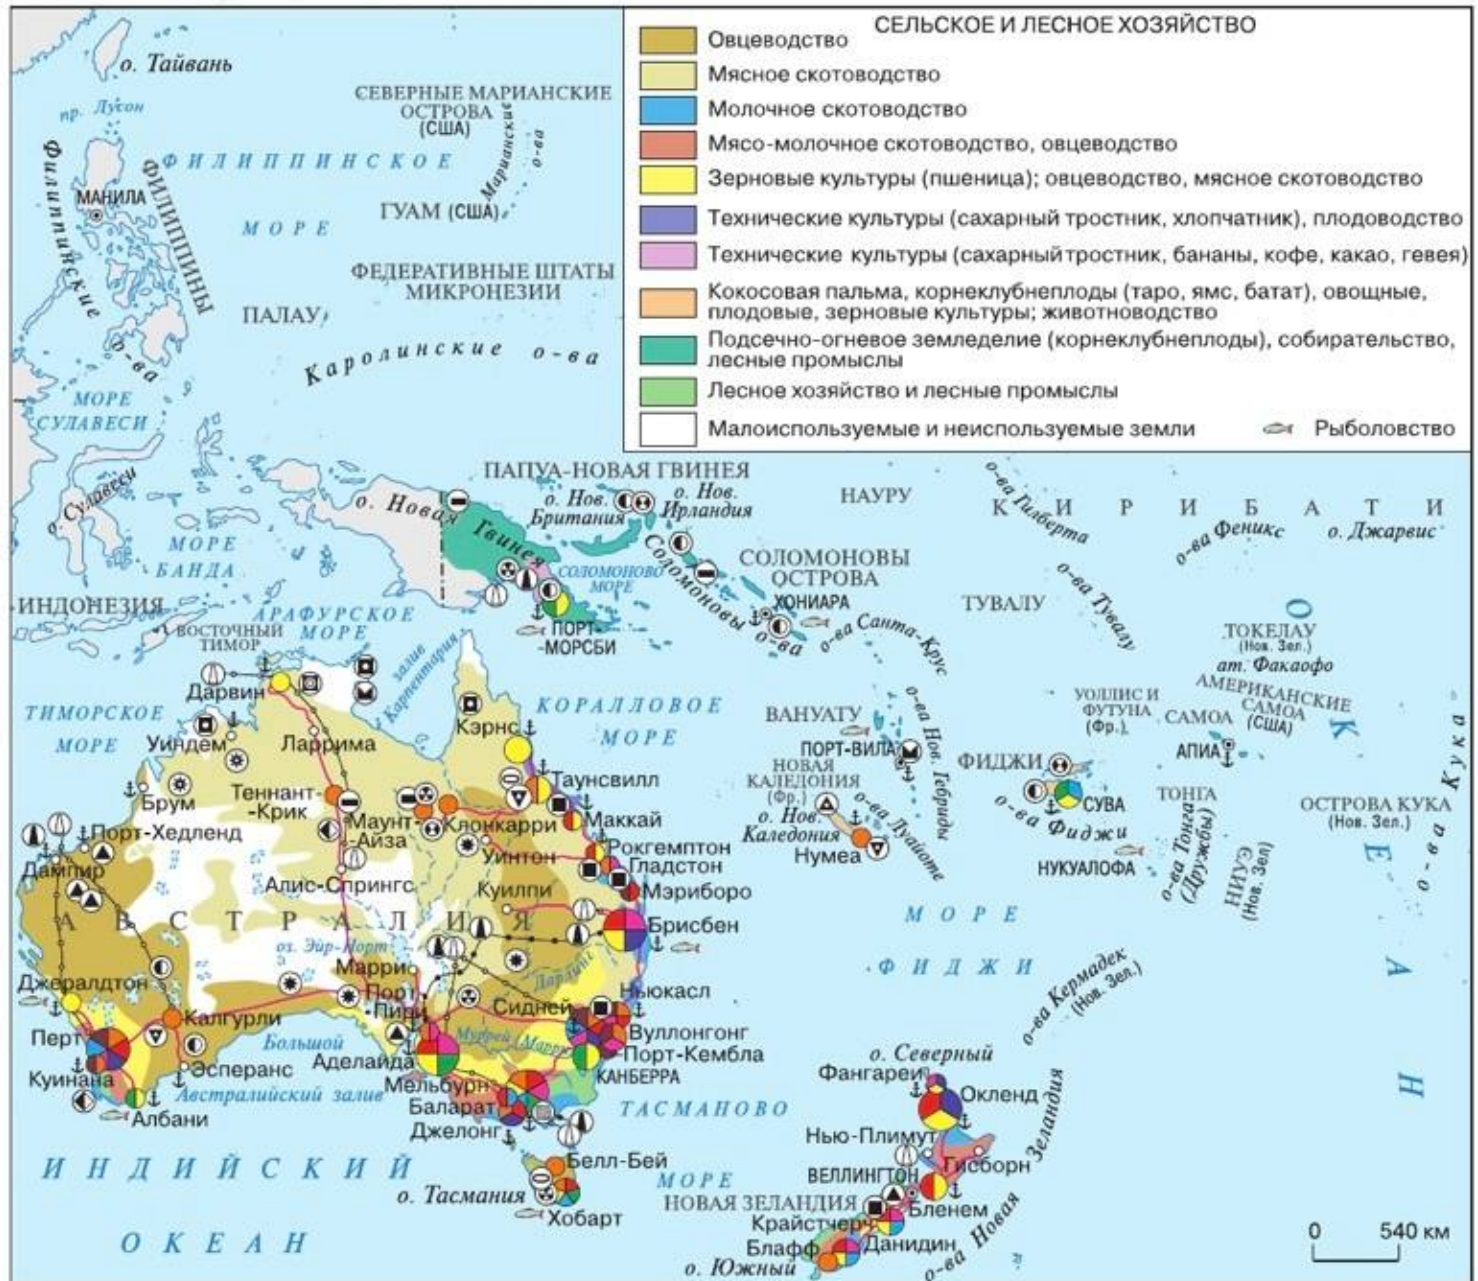 СЕЛЬСКОЕ И ЛЕСНОЕ ХОЗЯЙСТВО
Овцеводство
Мясное скотоводство
Молочное скотоводство
Мясо-молочное скотоводство, овцеводство
Зерновые культуры (пшеница); овцеводство, мясное скотоводство
Технические культуры (сахарный тростник, хлопчатник), плодоводство
Технические культуры (сахарный тростник, бананы, кофе, какао, гевея)
Кокосовая пальма, корнеклубнеплоды (таро, ямс, батат), овощные,
плодовые, зерновые культуры; животноводство
Подсечно-огневое земледелие (корнеклубнеплоды), собирательство,
лесные промыслы
Лесное хозяйство и лесные промыслы
Малоиспользуемые и неиспользуемые земли
Рыболовство
о. Тайвань
пр. Лусон
СЕВЕРНЫЕ МАРИАНСКИЕ
ОСТРОВА
(США)
Марианские
о-ва
ФИЛИППИНСКОЕ
МОРЕ
МАНИЛА
ФИЛИППИНЫ
Филиппинские
о-ва
ГУАМ (США)
ФЕДЕРАТИВНЫЕ ШТАТЫ
МИКРОНЕЗИИ
ПАЛАУ
Каролинские о-ва
МОРЕ
СУЛАВЕСИ
о. Сулавеси
ПАПУА-НОВАЯ ГВИНЕЯ
о. Новая
Гвинея
о. Нов.
Британия
о. Нов.
Ирландия
НАУРУ
о-ва Гилберта
КИРИБАТИ
о-ва Феникс
о. Джарвис
МОРЕ
БАНДА
СОЛОМОНОВО
МОРЕ
СОЛОМОНОВЫ
ОСТРОВА
ХОНИАРА
Соломоновы о-ва
о-ва Санта-Крус
ТУВАЛУ
о-ва Тувалу
ИНДОНЕЗИЯ
АРАФУРСКОЕ
МОРЕ
ВОСТОЧНЫЙ
ТИМОР
ПОРТ-
-МОРСБИ
ТОКЕЛАУ
(Нов. Зел.)
ат. Факаофо
АМЕРИКАНСКИЕ
САМОА
(США)
УОЛЛИС И
ФУТУНА
(Фр.)
САМОА
АПИА
залив
Карпентария
Дарвин
ТИМОРСКОЕ
МОРЕ
Уиндем
Ларрима
Кэрнс
КОРАЛЛОВОЕ
МОРЕ
ВАНУАТУ
ПОРТ-ВИЛА
о-ва Нов. Гебриды
НОВАЯ
КАЛЕДОНИЯ
(Фр.)
о. Нов.
Каледония
Нумеа
о-ва Луайоте
ФИДЖИ
СУВА
о-ва Фиджи
ТОНГА
НУКУАЛОФА
о-ва Тонга
(Дружбы)
НИУЭ
(Нов. Зел)
ОСТРОВА КУКА
(Нов. Зел.)
о-ва Кука
ОКЕАН
Брум
Теннант-
-Крик
Маунт-
-Айза
Клонкарри
Таунсвилл
Маккай
Порт-Хедленд
Дампир
Уинтон
Рокгемптон
Гладстон
Мэриборо
Алис-Спрингс
Куилпи
АВСТРАЛИЯ
Брисбен
оз. Эйр-Норт
Дарлинг
МОРЕ
ФИДЖИ
о-ва Кермадек
(Нов. Зел.)
Джералдтон
Марри
Порт-
Пири
Сидней
Ньюкасл
Перт
Калгурли
Большой
Австралийский залив
Аделаида
Вуллонгонг
Порт-Кембла
КАНБЕРРА
Куинана
Эсперанс
Албани
Мельбурн
Баларат
Джелонг
ТАСМАНОВО
МОРЕ
о. Северный
Фангареи
Окленд
Нью-Плимут
Гисборн
ВЕЛЛИНГТОН
НОВАЯ ЗЕЛАНДИЯ
Бленем
Крайстчерч
Данидин
Блафф
о. Южный
о-ва Новая Зеландия
ИНДИЙСКИЙ
ОКЕАН
Белл-Бей
о. Тасмания
Хобарт
0 540 км